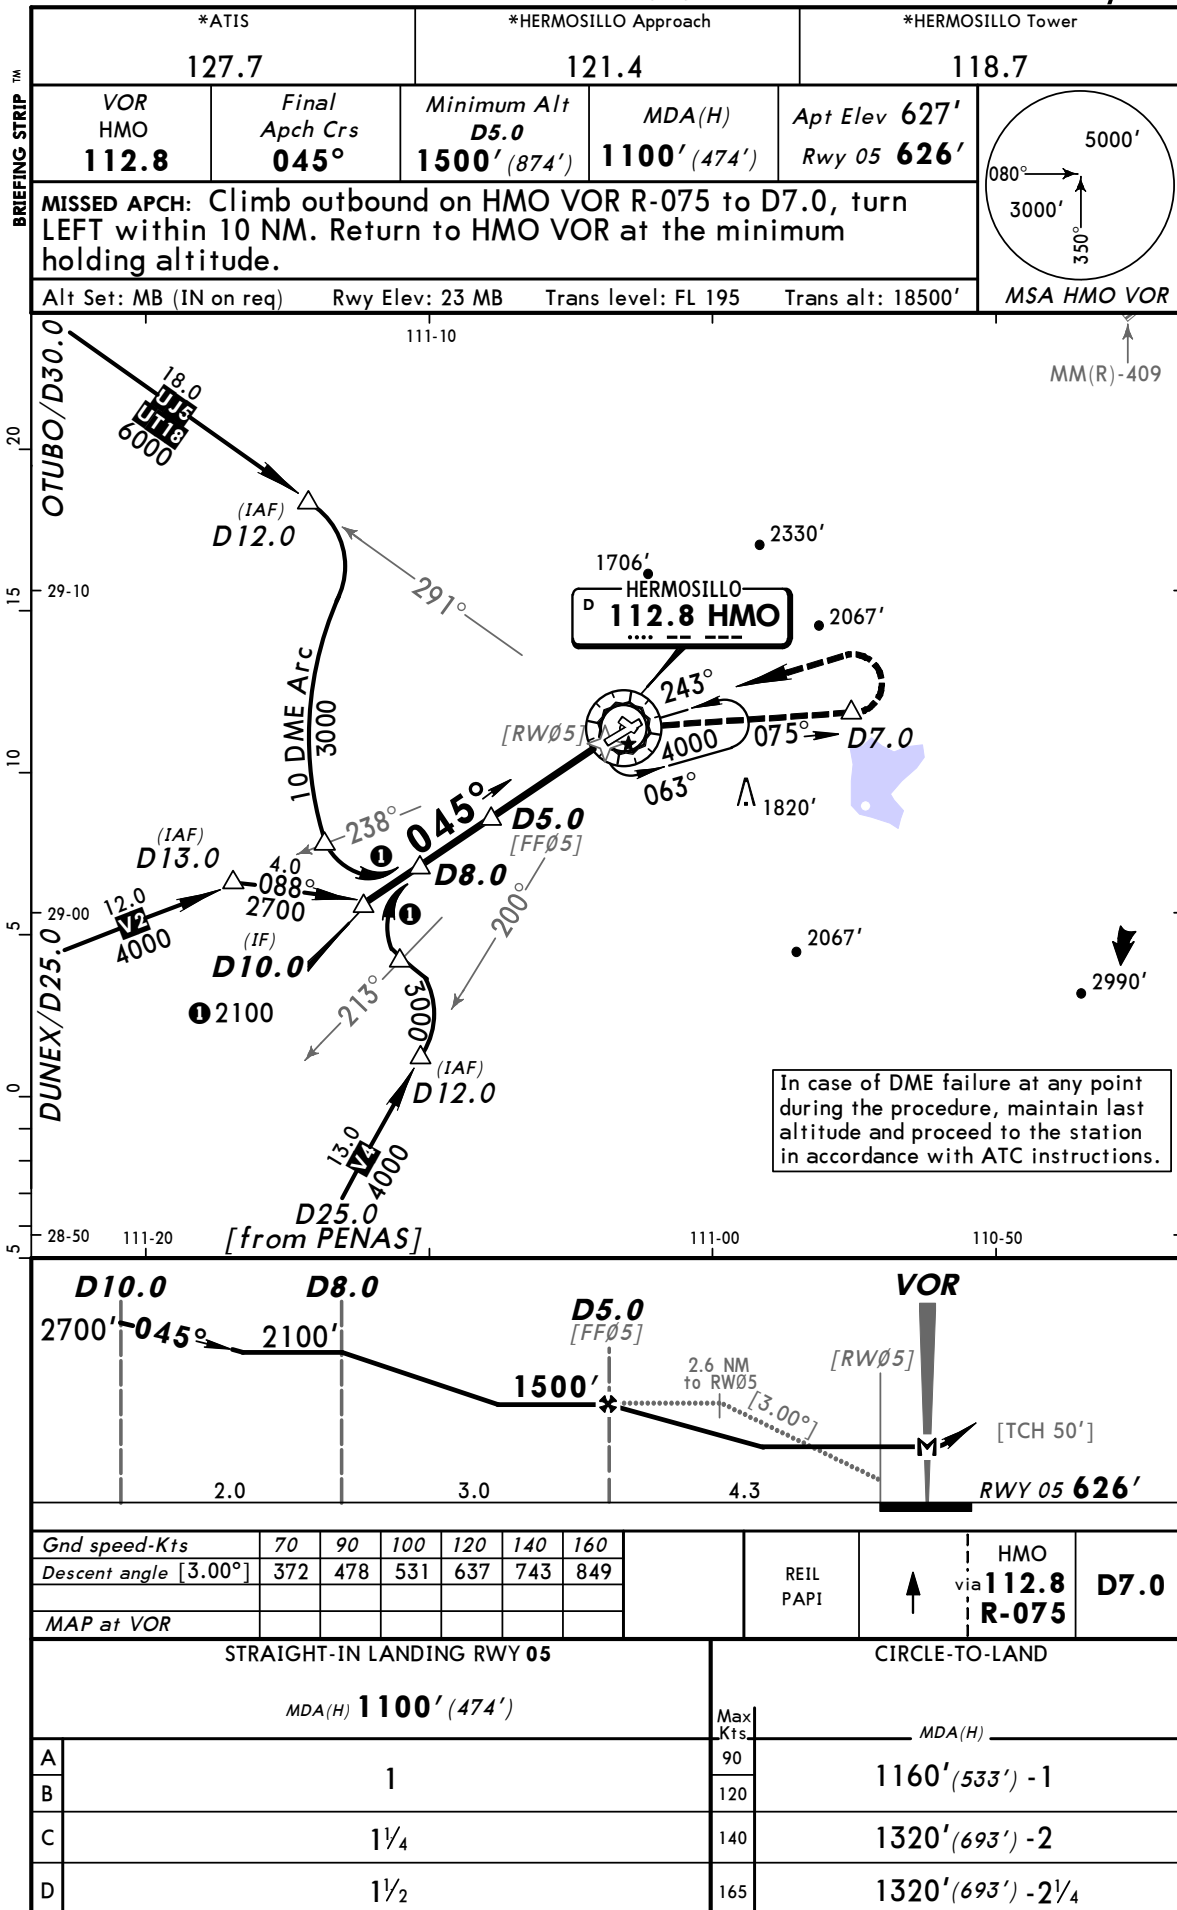 *ATIS
127.7
*HERMOSILLO Approach
121.4
*HERMOSILLO Tower
118.7
BRIEFING STRIP TM
VOR
HMO
112.8
Final
Apch Crs
045°
Minimum Alt
D5.0
1500' (874')
MDA(H)
1100' (474')
Apt Elev 627'
Rwy 05 626'
5000'
080°
3000'
350°
MSA HMO VOR
MISSED APCH: Climb outbound on HMO VOR R-075 to D7.0, turn
LEFT within 10 NM. Return to HMO VOR at the minimum
holding altitude.
Alt Set: MB (IN on req) Rwy Elev: 23 MB Trans level: FL 195 Trans alt: 18500'
111-10
MM(R)-409
OTUBO/D30.0
18.0
UJ5
UT18
6000
20
(IAF)
D12.0
291°
2330'
1706'
29-10
15
HERMOSILLO
D 112.8 HMO
2067'
10 DME Arc
3000
243°
[RWØ5]
4000
075°
D7.0
063°
10
1820'
045°
238°
D5.0
[FFØ5]
(IAF)
D13.0
1
D8.0
4.0
088°
2700
12.0
V2
4000
29-00
5
1
200°
(IF)
D10.0
2067'
DUNEX/D25.0
213°
3000
2990'
1 2100
(IAF)
D12.0
0
In case of DME failure at any point
during the procedure, maintain last
altitude and proceed to the station
in accordance with ATC instructions.
13.0
V4
4000
D25.0
[from PENAS]
28-50
5
111-20
111-00
110-50
D10.0
D8.0
VOR
D5.0
[FFØ5]
2700'
045°
2100'
1500'
2.6 NM
to RWØ5
[3.00°]
[RWØ5]
[TCH 50']
M
2.0
3.0
4.3
RWY 05 626'
Gnd speed-Kts 70 90 100 120 140 160
Descent angle [3.00°] 372 478 531 637 743 849
MAP at VOR
REIL
PAPI
HMO
via 112.8
R-075
D7.0
STRAIGHT-IN LANDING RWY 05
CIRCLE-TO-LAND
MDA(H) 1100' (474')
Max
Kts
MDA(H)
A
B
1
90
120
1160' (533') -1
C
1 1/4
140
1320' (693') -2
D
1 1/2
165
1320' (693') -2 1/4